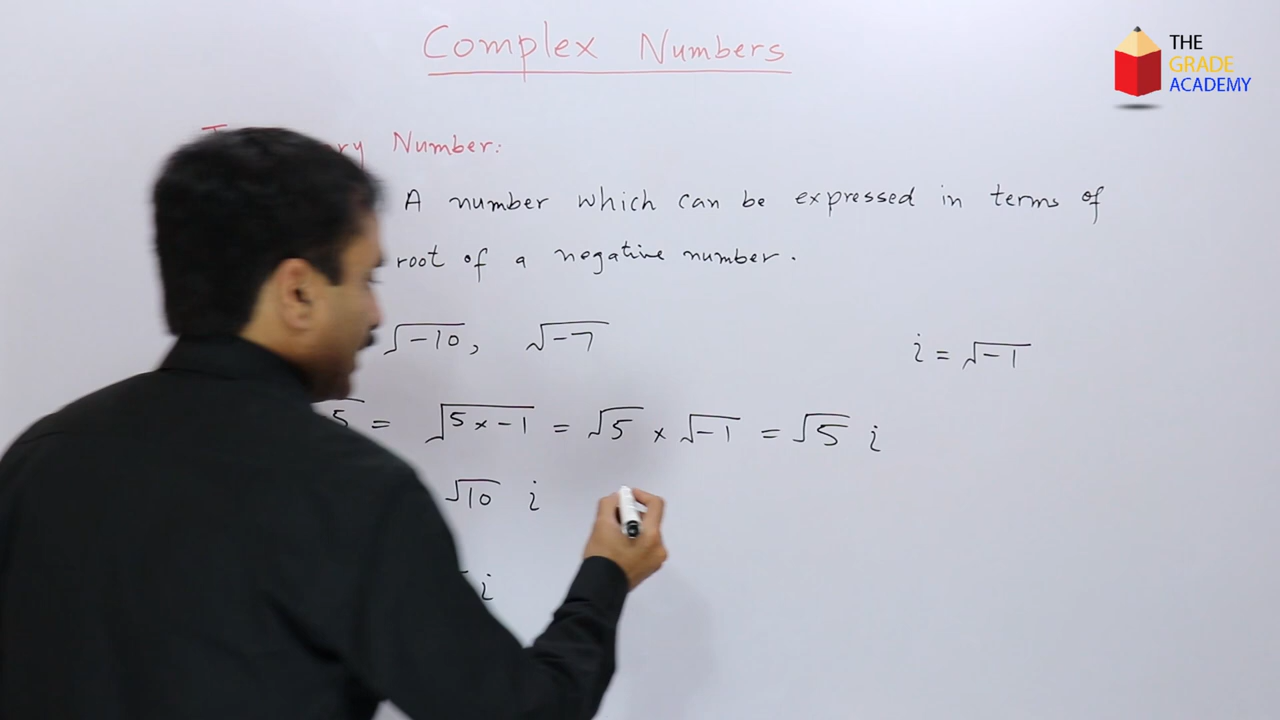 Complex Numbers
THE
GRADE
ACADEMY
Number:
A number which can be expressed in terms of
root of a negative number.
√-10, √-7
i = √-1
5 = √5 x -1 = √5 x √-1 = √5 i
√10 i
i